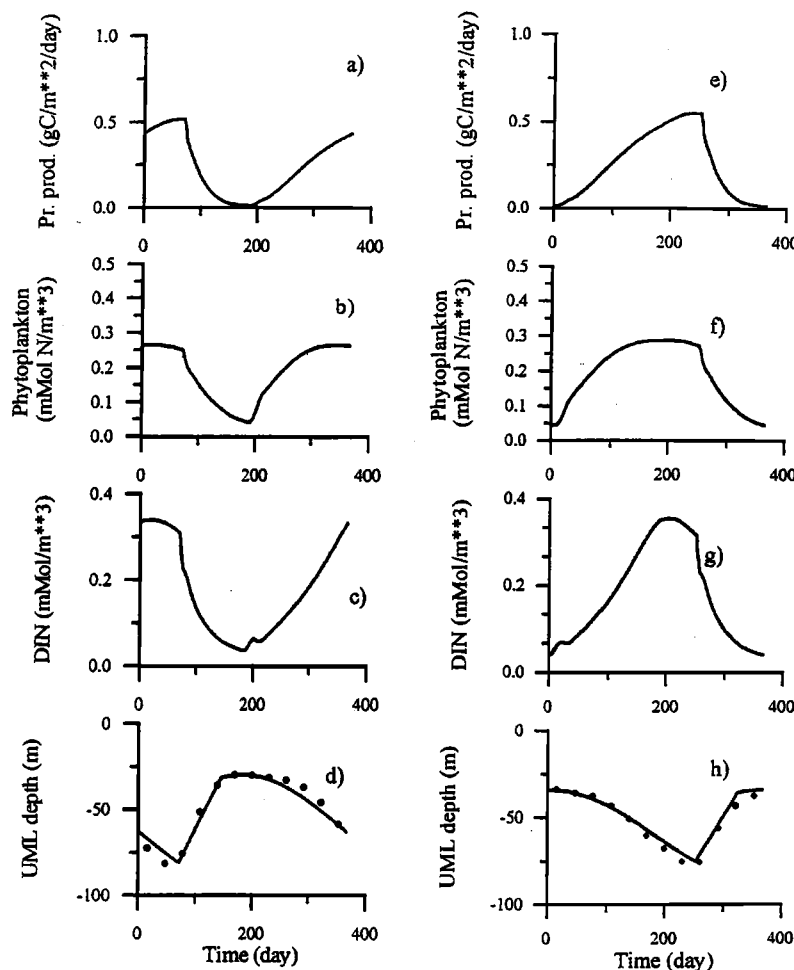 Pr. prod. (gC/m**2/day)
1.0
0.5
0.0
0
200
400
a)
Phytoplankton
(mMol N/m**3)
0.5
0.4
0.3
0.2
0.1
0.0
0
200
400
b)
DIN (mMol/m**3)
0.4
0.2
0.0
0
200
400
c)
UML depth (m)
0
-50
-100
0
200
400
d)
Time (day)
Pr. prod. (gC/m**2/day)
1.0
0.5
0.0
0
200
400
e)
Phytoplankton
(mMol N/m**3)
0.5
0.4
0.3
0.2
0.1
0.0
0
200
400
f)
DIN (mMol/m**3)
0.4
0.2
0.0
0
200
400
g)
UML depth (m)
0
-50
-100
0
200
400
h)
Time (day)